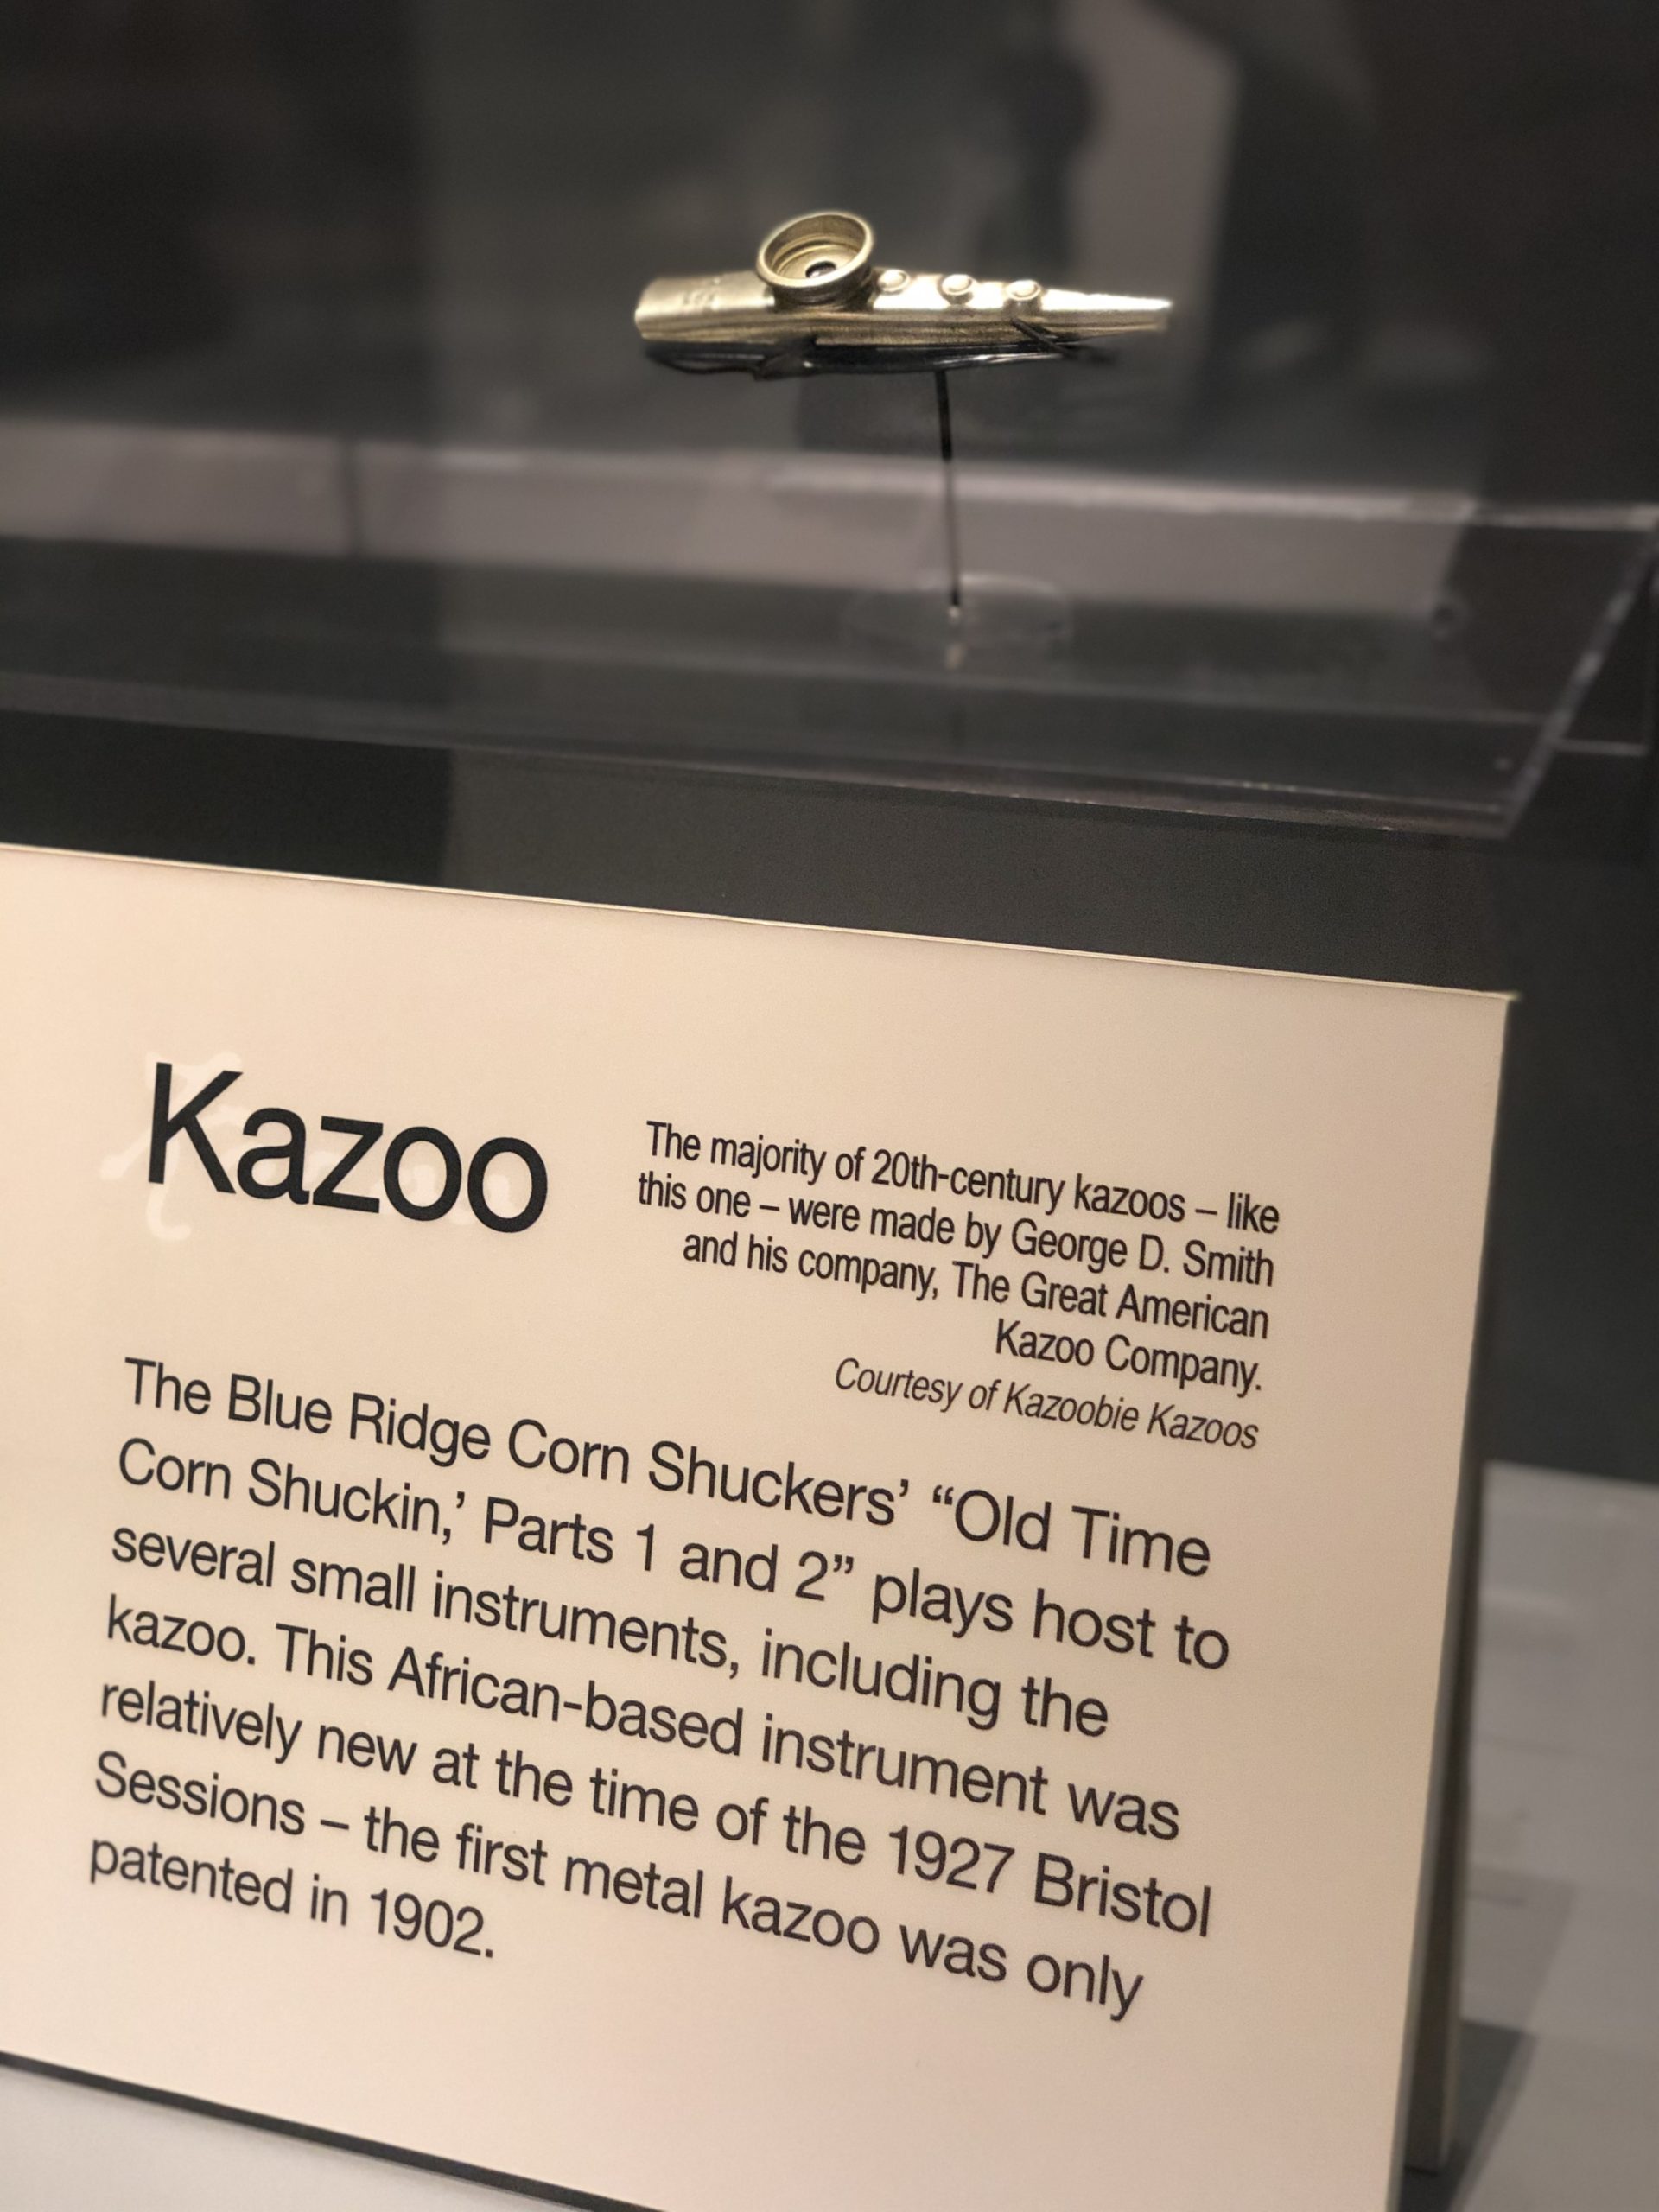 Kazoo
The majority of 20th-century kazoos – like
this one – were made by George D. Smith
and his company, The Great American
Kazoo Company.
Courtesy of Kazoobie Kazoos
The Blue Ridge Corn Shuckers’ “Old Time
Corn Shuckin,’ Parts 1 and 2” plays host to
several small instruments, including the
kazoo. This African-based instrument was
relatively new at the time of the 1927 Bristol
Sessions – the first metal kazoo was only
patented in 1902.